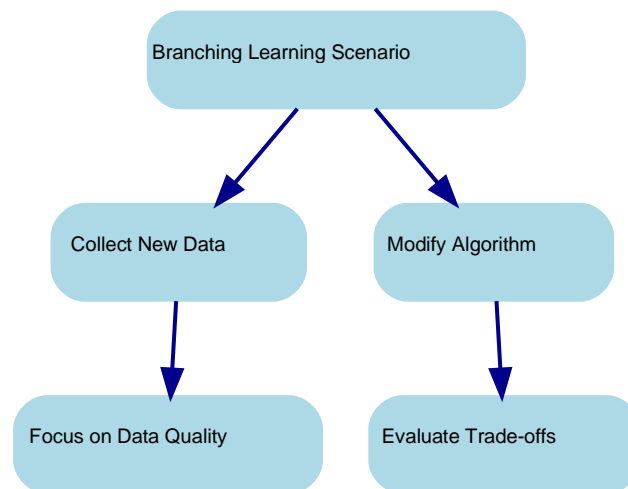 Branching Learning Scenario
Collect New Data
Modify Algorithm
Focus on Data Quality
Evaluate Trade-offs